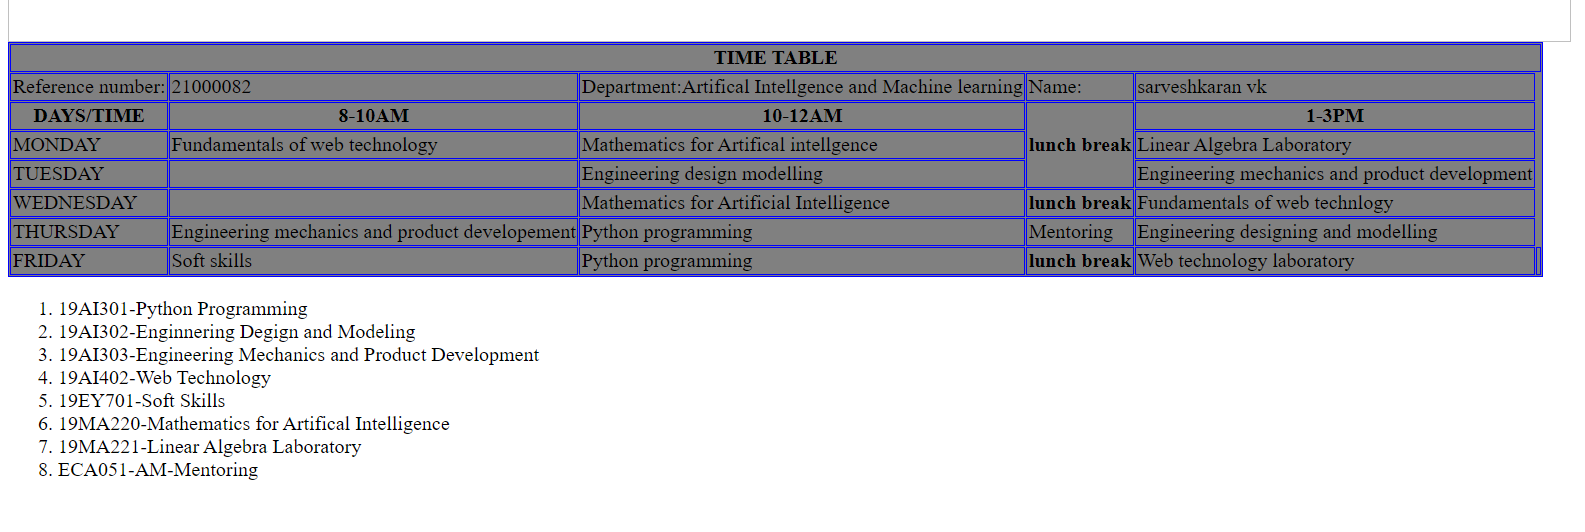 TIME TABLE
Reference number: 21000082 Department:Artifical Intellgence and Machine learning Name: sarveshkaran vk
DAYS/TIME 8-10AM 10-12AM lunch break 1-3PM
MONDAY Fundamentals of web technology Mathematics for Artifical intellgence Linear Algebra Laboratory
TUESDAY Engineering design modelling Engineering mechanics and product development
WEDNESDAY Mathematics for Artificial Intelligence lunch break Fundamentals of web technlogy
THURSDAY Engineering mechanics and product developement Python programming Mentoring Engineering designing and modelling
FRIDAY Soft skills Python programming lunch break Web technology laboratory
1. 19AI301-Python Programming
2. 19AI302-Enginnering Degign and Modeling
3. 19AI303-Engineering Mechanics and Product Development
4. 19AI402-Web Technology
5. 19EY701-Soft Skills
6. 19MA220-Mathematics for Artifical Intelligence
7. 19MA221-Linear Algebra Laboratory
8. ECA051-AM-Mentoring